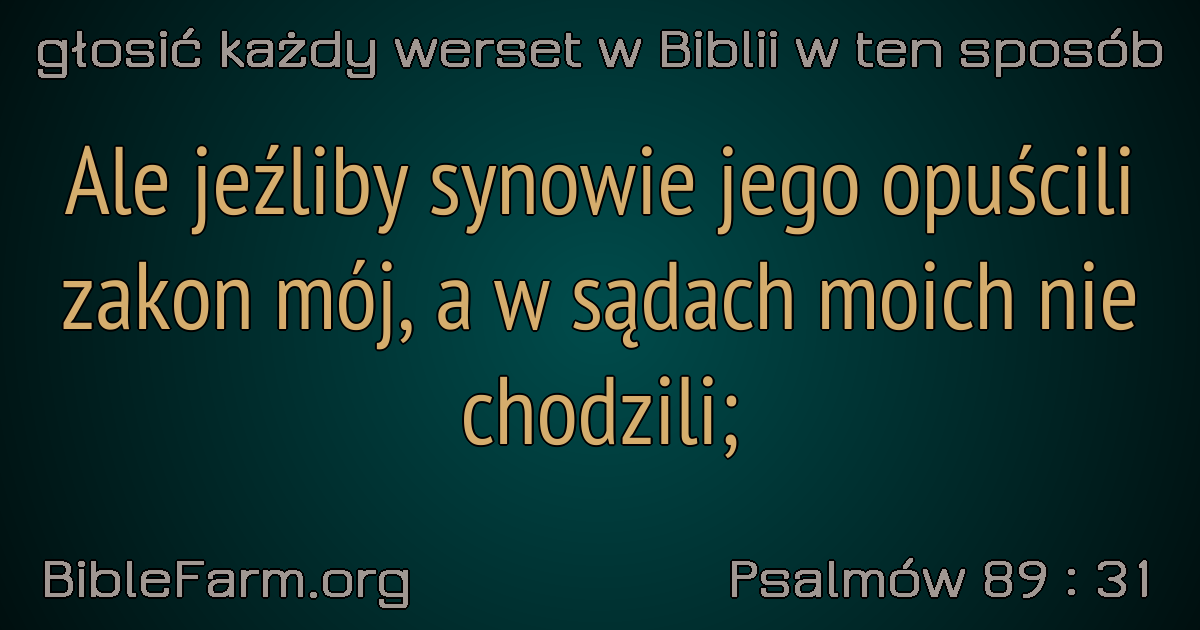 głosić każdy werset w Biblii w ten sposób
Ale jeźliby synowie jego opuścili
zakon mój, a w sądach moich nie
chodzili;
BibleFarm.org
Psalmów 89 : 31